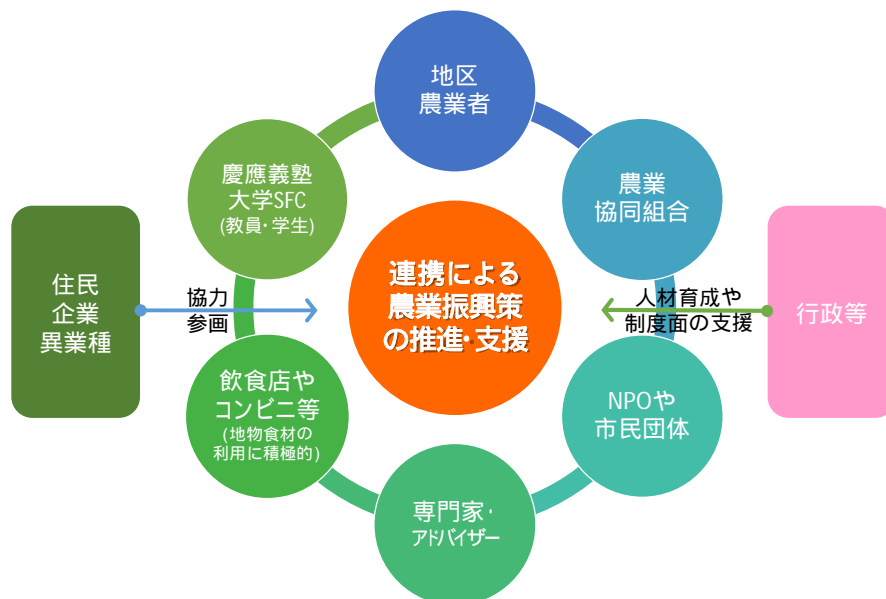 地区
農業者
慶應義塾
大学SFC
(教員・学生)
農業
協同組合
連携による
農業振興策
の推進・支援
住民
企業
異業種
協力
参画
人材育成や
制度面の支援
行政等
飲食店や
コンビニ等
(地物食材の
利用に積極的)
NPOや
市民団体
専門家・
アドバイザー